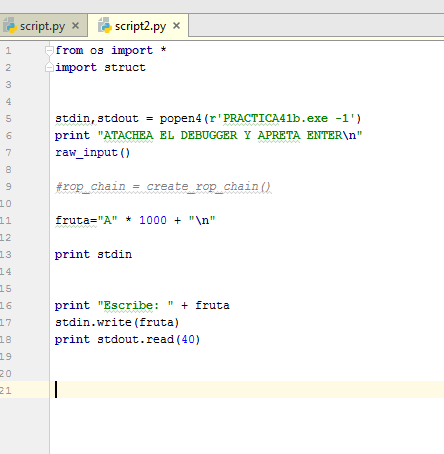 script.py × script2.py ×
1 from os import *
2 import struct
3
4
5 stdin,stdout = popen4(r'PRACTICA41b.exe -1')
6 print "ATACHEA EL DEBUGGER Y APRETA ENTER\n"
7 raw_input()
8
9 #rop_chain = create_rop_chain()
10
11 fruta="A" * 1000 + "\n"
12
13 print stdin
14
15
16 print "Escribe: " + fruta
17 stdin.write(fruta)
18 print stdout.read(40)
19
20
21